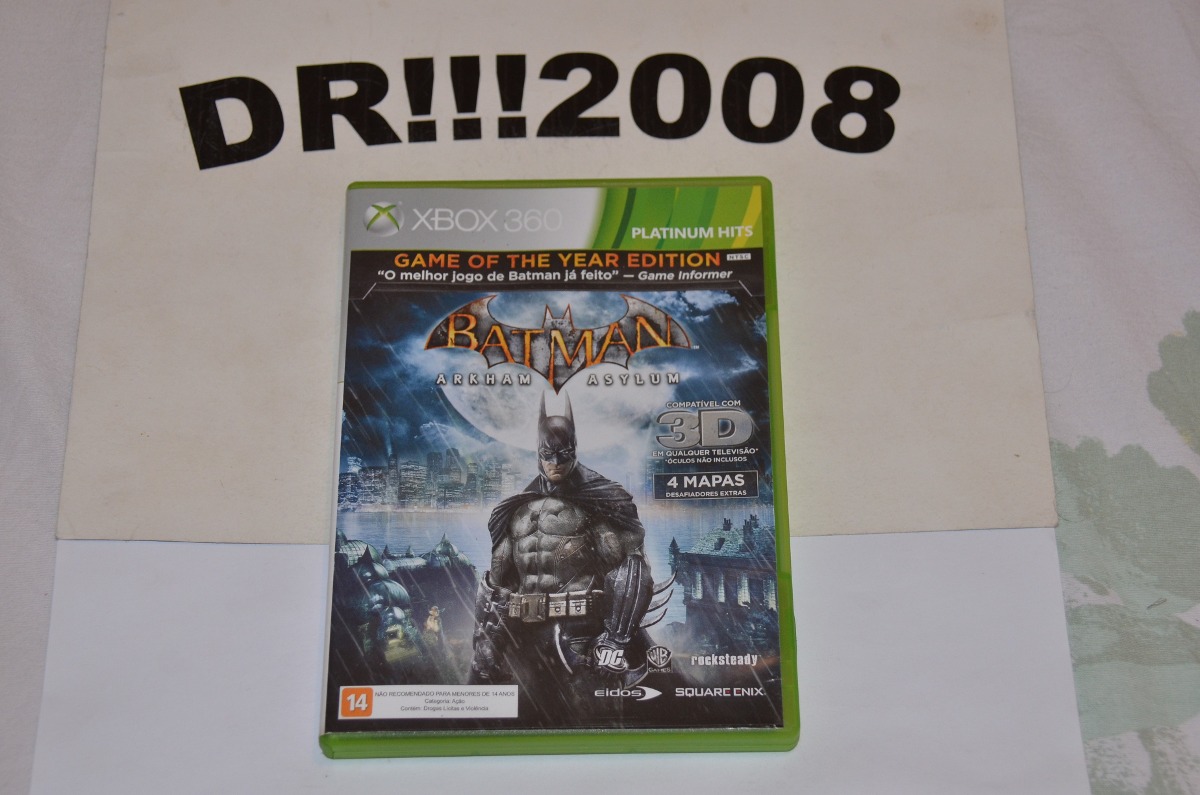 DR!!!2008
XBOX 360
PLATINUM HITS
GAME OF THE YEAR EDITION
NTSC
"O melhor jogo de Batman já feito" — Game Informer
BATMAN
ARKHAM ASYLUM
COMPATÍVEL COM
3D
EM QUALQUER TELEVISÃO*
*ÓCULOS NÃO INCLUSOS
4 MAPAS
DESAFIADORES EXTRAS
DC
WB
GAMES
rocksteady
eidos
SQUARE ENIX
14
NÃO RECOMENDADO PARA MENORES DE 14 ANOS
Categoria: Ação
Contém: Drogas Lícitas e Violência